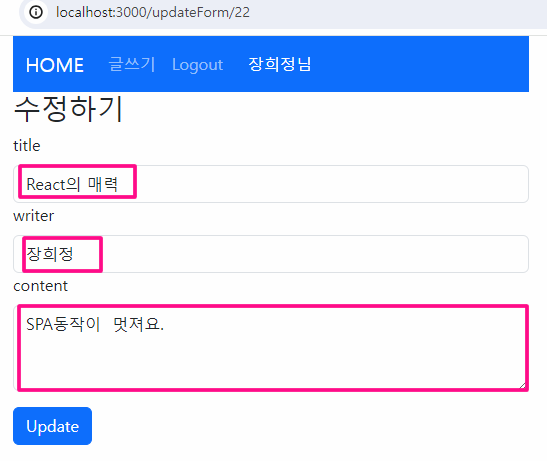 localhost:3000/updateForm/22
HOME 글쓰기 Logout 장희정님
수정하기
title
React의 매력
writer
장희정
content
SPA동작이  멋져요.
Update